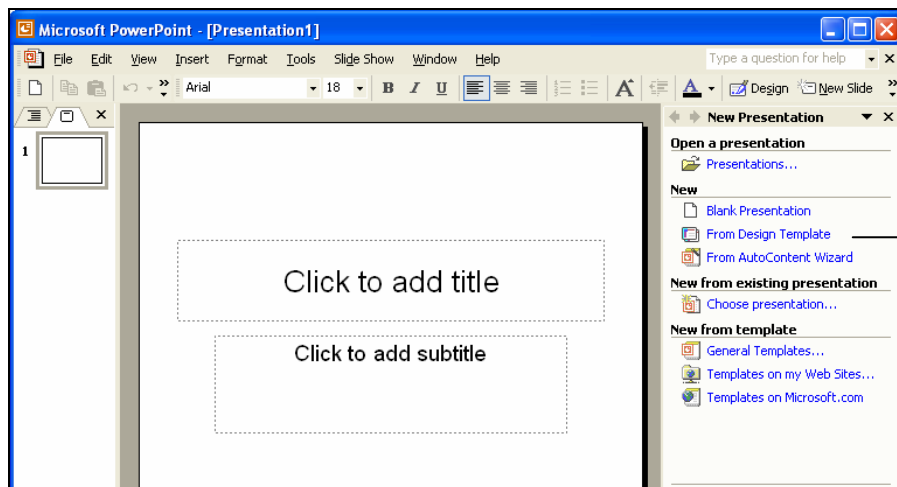 Microsoft PowerPoint - [Presentation1]
File Edit View Insert Format Tools Slide Show Window Help Type a question for help
Arial 18 B I U A A Design New Slide
New Presentation
1
Open a presentation
Presentations...
New
Blank Presentation
From Design Template
From AutoContent Wizard
New from existing presentation
Choose presentation...
New from template
General Templates...
Templates on my Web Sites...
Templates on Microsoft.com
Click to add title
Click to add subtitle